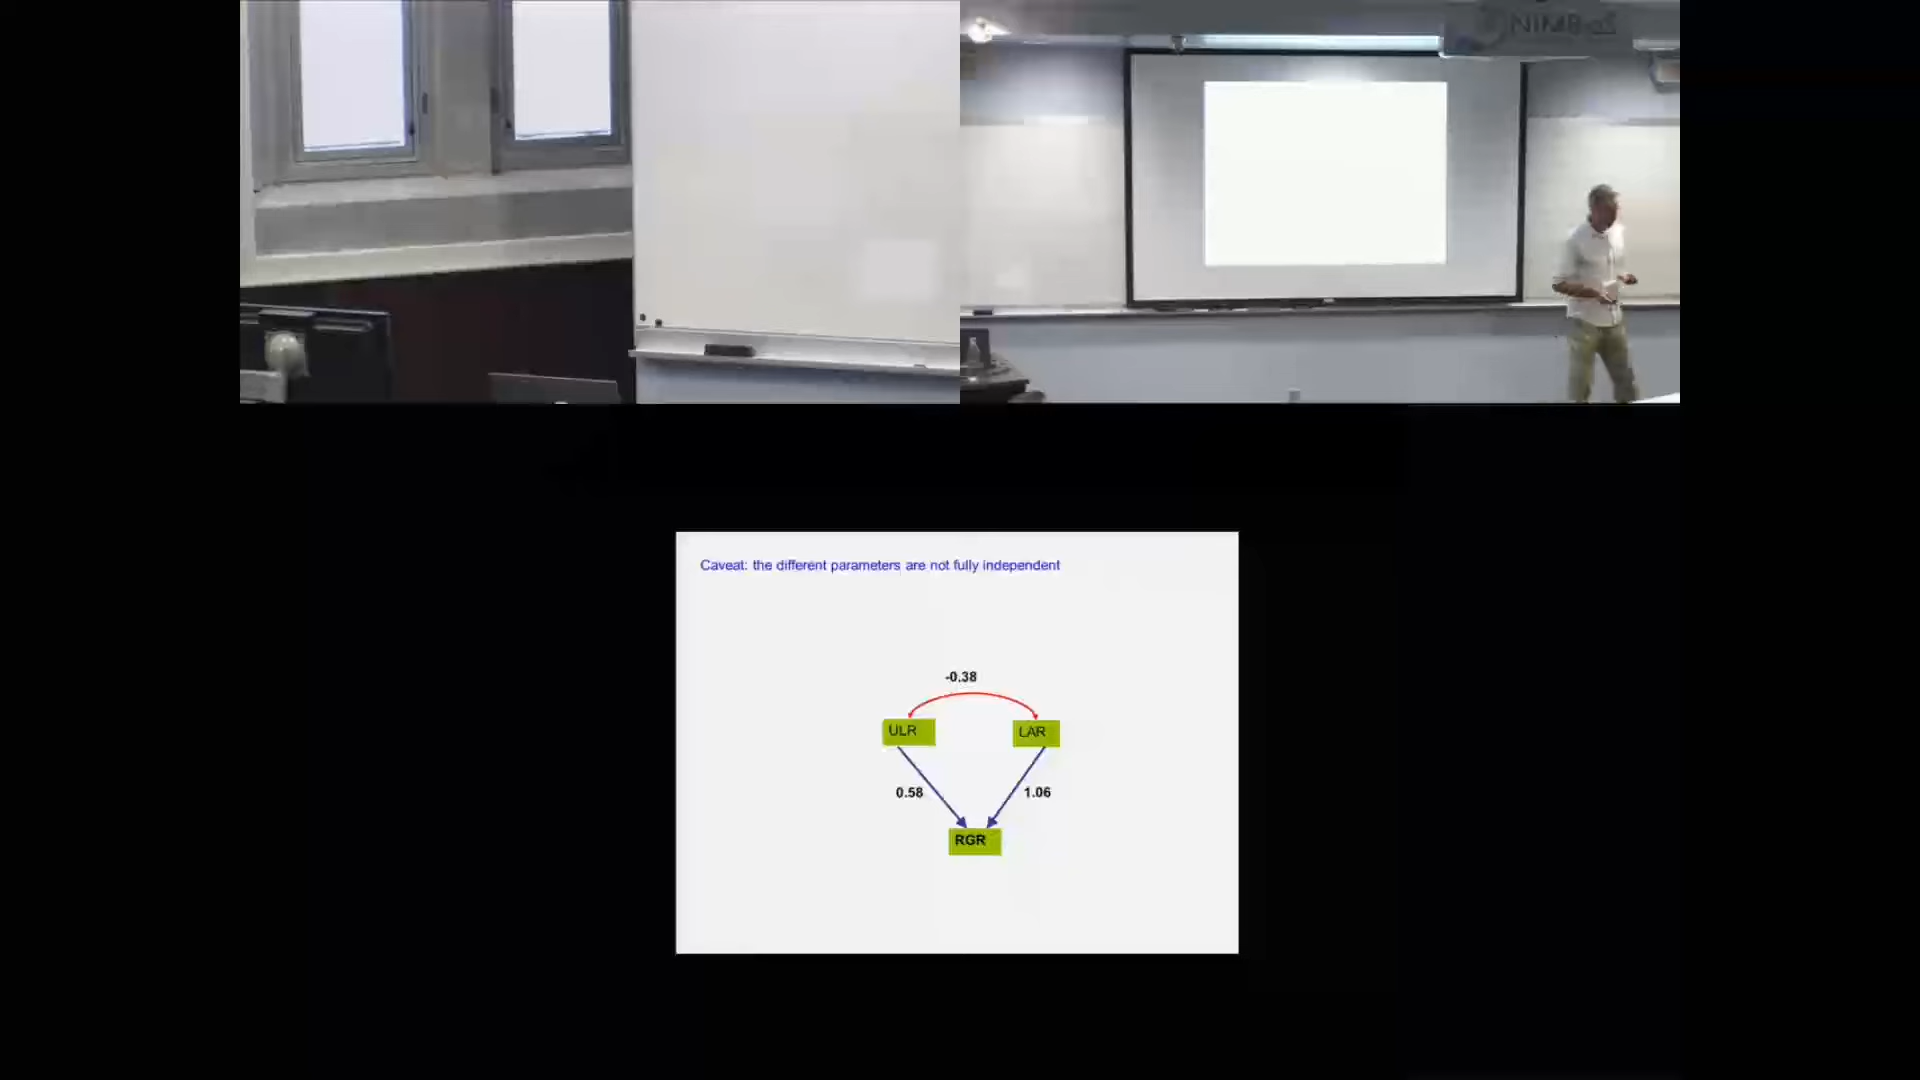 Caveat: the different parameters are not fully independent
-0.38
ULR
LAR
0.58
1.06
RGR